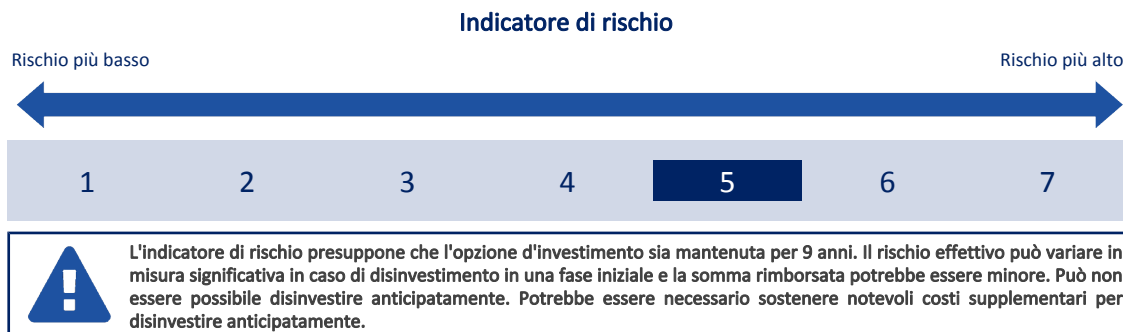 Indicatore di rischio
Rischio più basso Rischio più alto
1 2 3 4 5 6 7
L'indicatore di rischio presuppone che l'opzione d'investimento sia mantenuta per 9 anni. Il rischio effettivo può variare in
misura significativa in caso di disinvestimento in una fase iniziale e la somma rimborsata potrebbe essere minore. Può non
essere possibile disinvestire anticipatamente. Potrebbe essere necessario sostenere notevoli costi supplementari per
disinvestire anticipatamente.